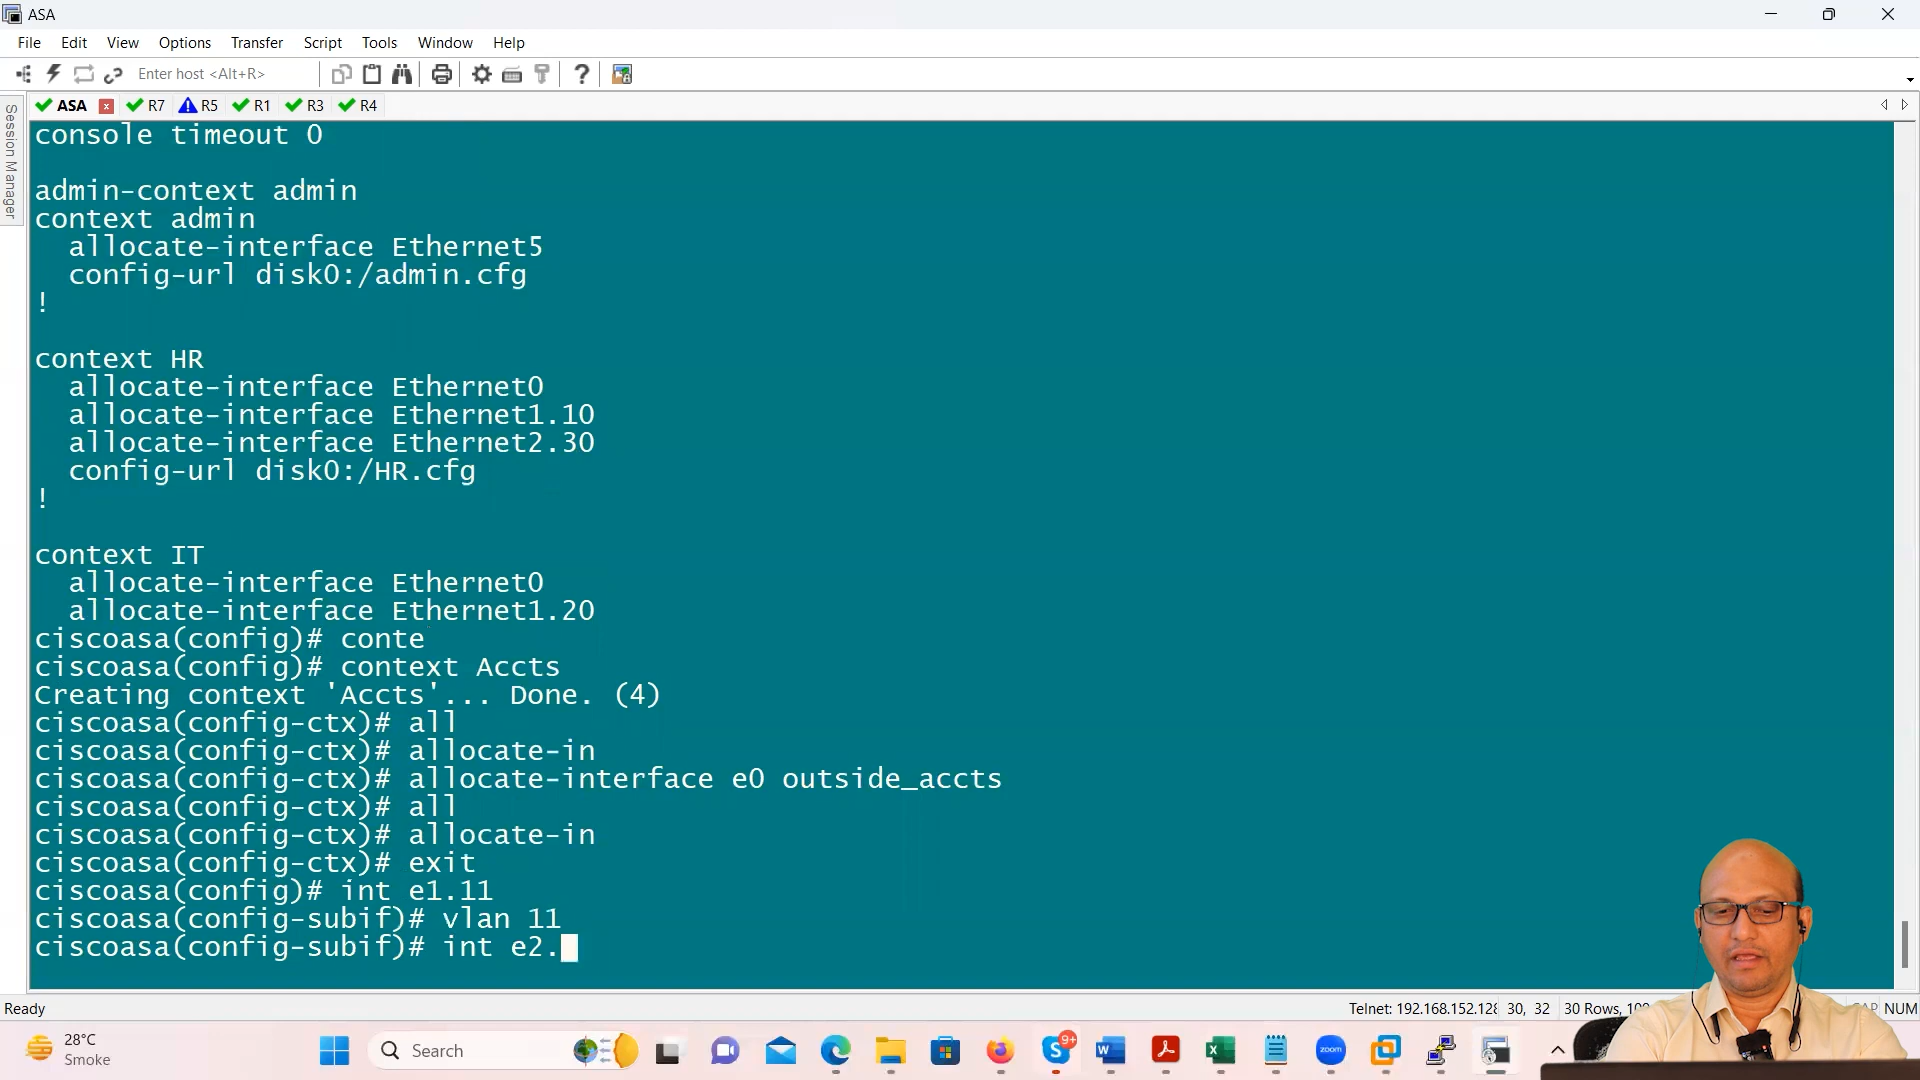 ASA
File Edit View Options Transfer Script Tools Window Help
Enter host <Alt+R>
ASA R7 R5 R1 R3 R4
Session Manager
console timeout 0
admin-context admin
context admin
allocate-interface Ethernet5
config-url disk0:/admin.cfg
!
context HR
allocate-interface Ethernet0
allocate-interface Ethernet1.10
allocate-interface Ethernet2.30
config-url disk0:/HR.cfg
!
context IT
allocate-interface Ethernet0
allocate-interface Ethernet1.20
ciscoasa(config)# conte
ciscoasa(config)# context Accts
Creating context 'Accts'... Done. (4)
ciscoasa(config-ctx)# all
ciscoasa(config-ctx)# allocate-in
ciscoasa(config-ctx)# allocate-interface e0 outside_accts
ciscoasa(config-ctx)# all
ciscoasa(config-ctx)# allocate-in
ciscoasa(config-ctx)# exit
ciscoasa(config)# int e1.11
ciscoasa(config-subif)# vlan 11
ciscoasa(config-subif)# int e2.
Ready Telnet: 192.168.152.128 30, 32 30 Rows, NUM
28°C
Smoke
Search
9+
zoom